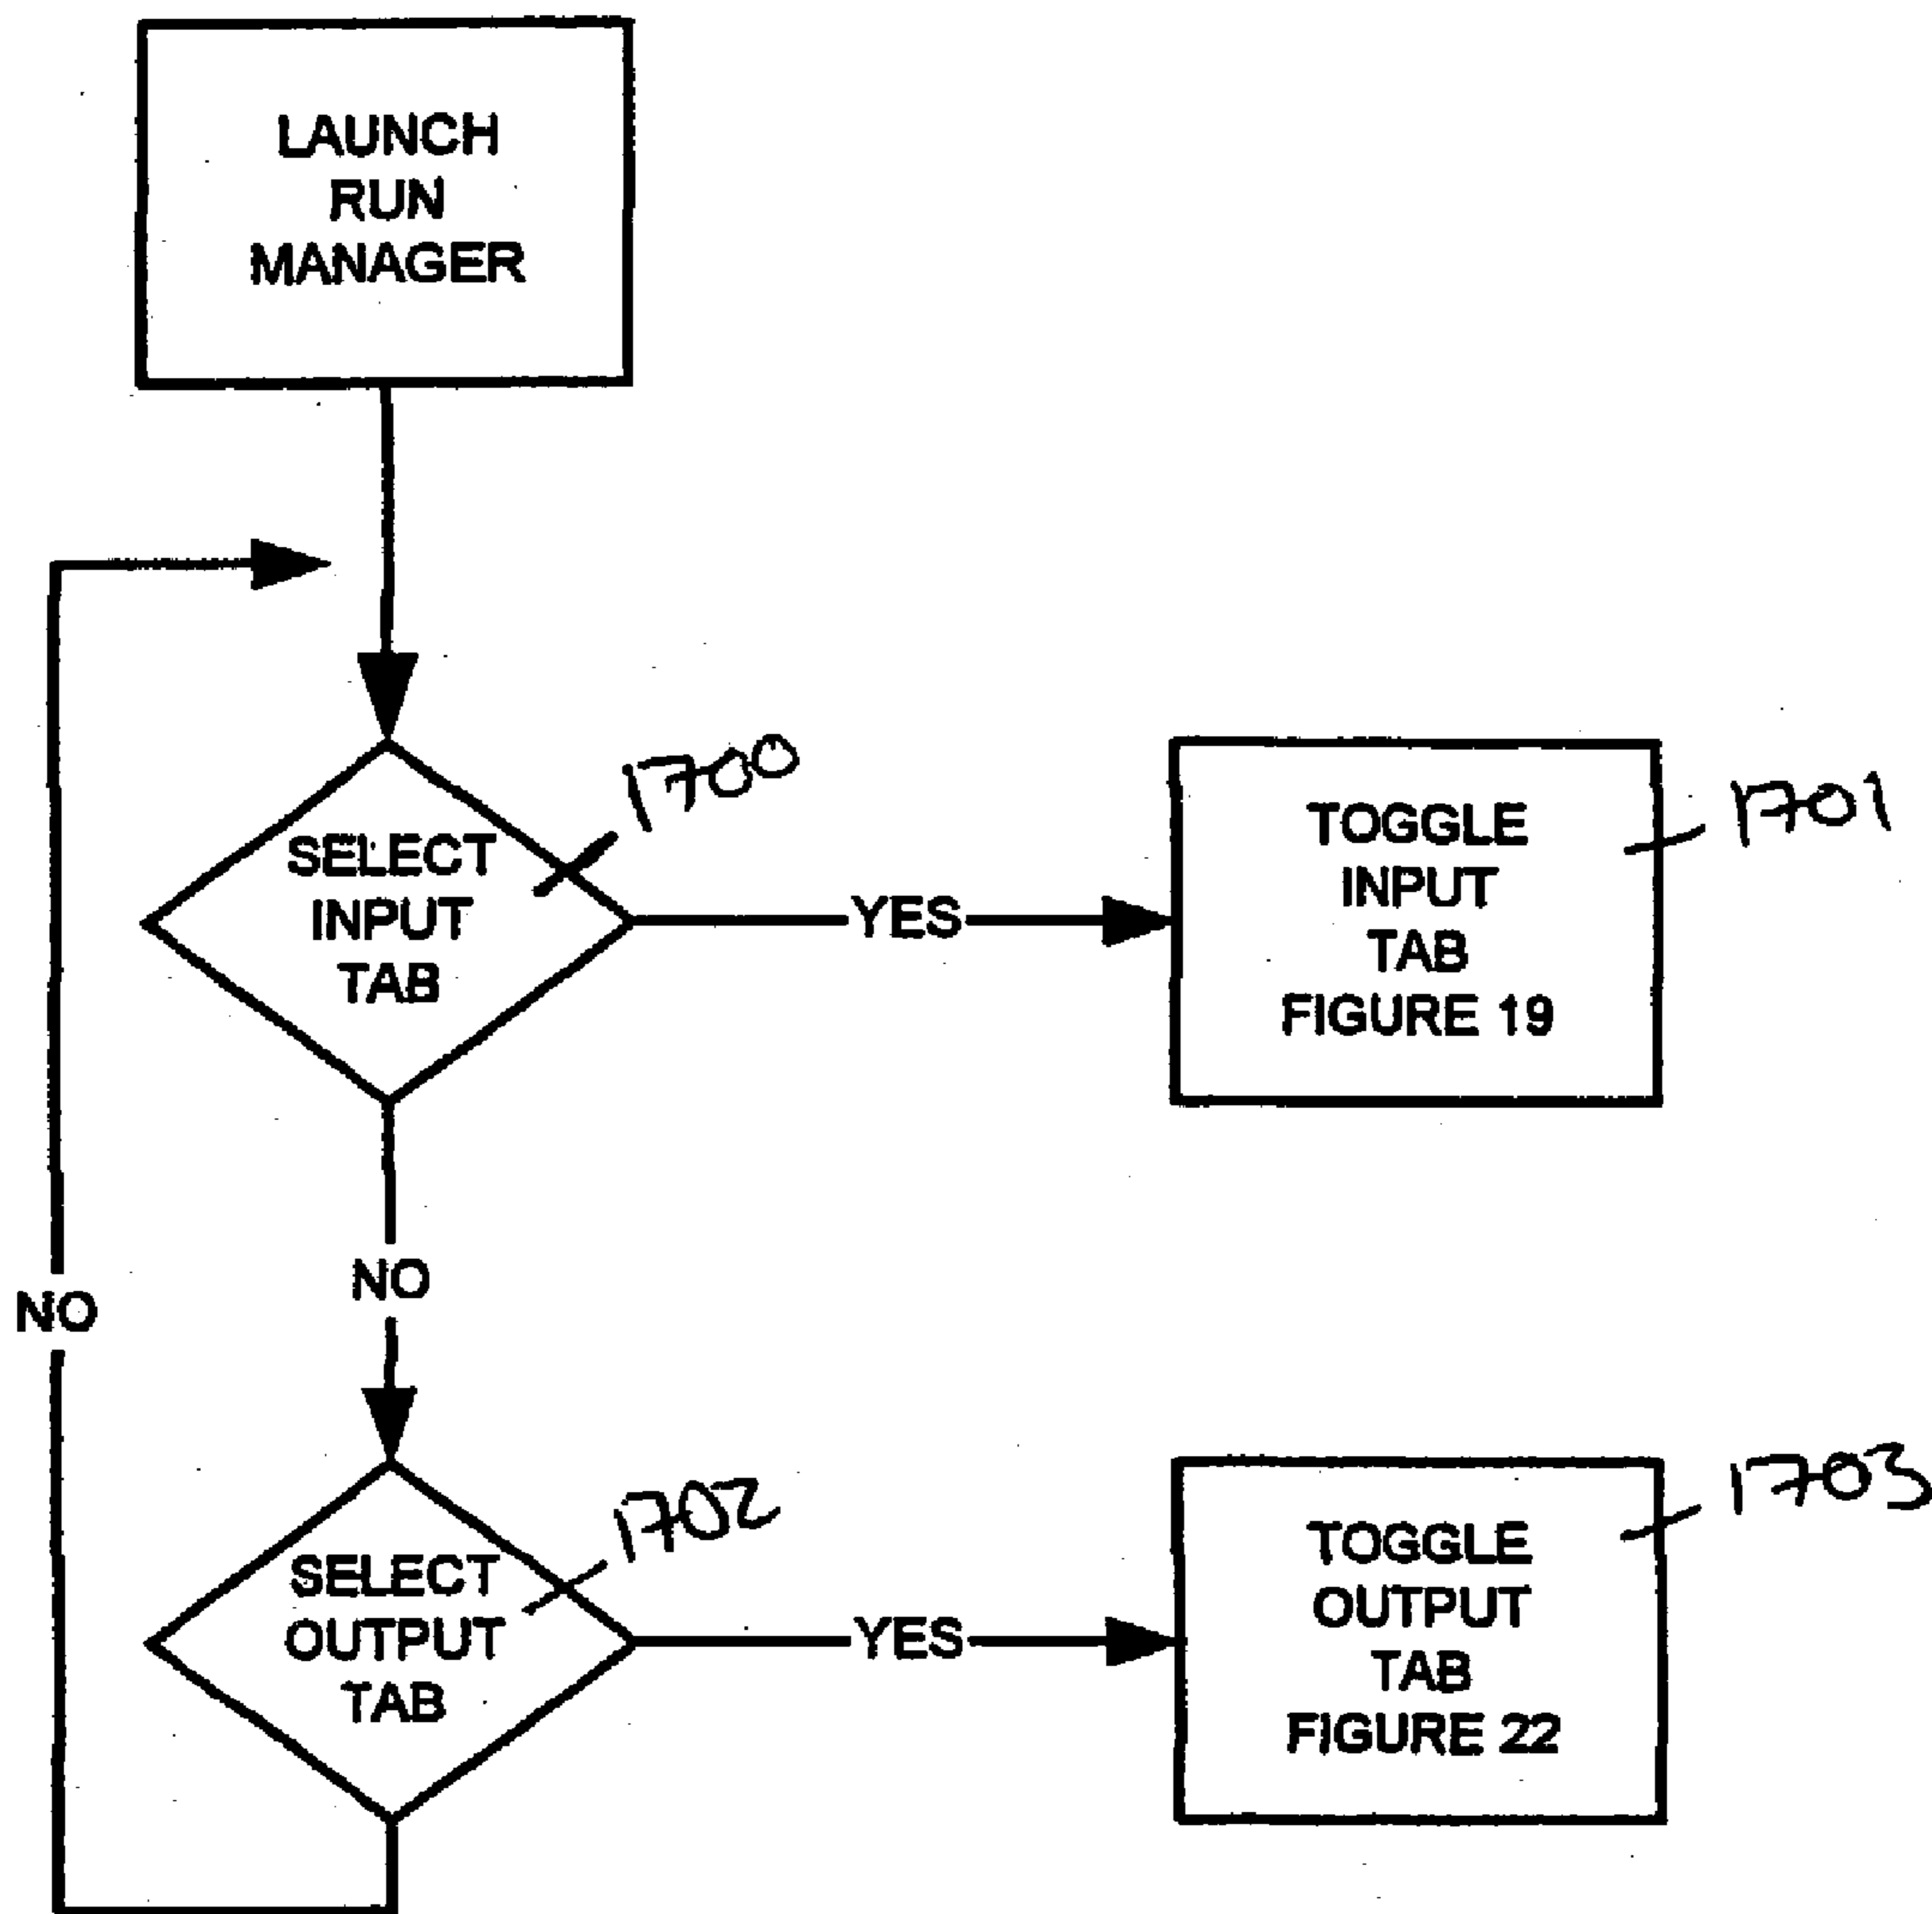 LAUNCH
RUN
MANAGER
1700
SELECT
INPUT
TAB
YES
TOGGLE
INPUT
TAB
FIGURE 19
1701
NO
NO
1702
SELECT
OUTPUT
TAB
YES
TOGGLE
OUTPUT
TAB
FIGURE 22
1703